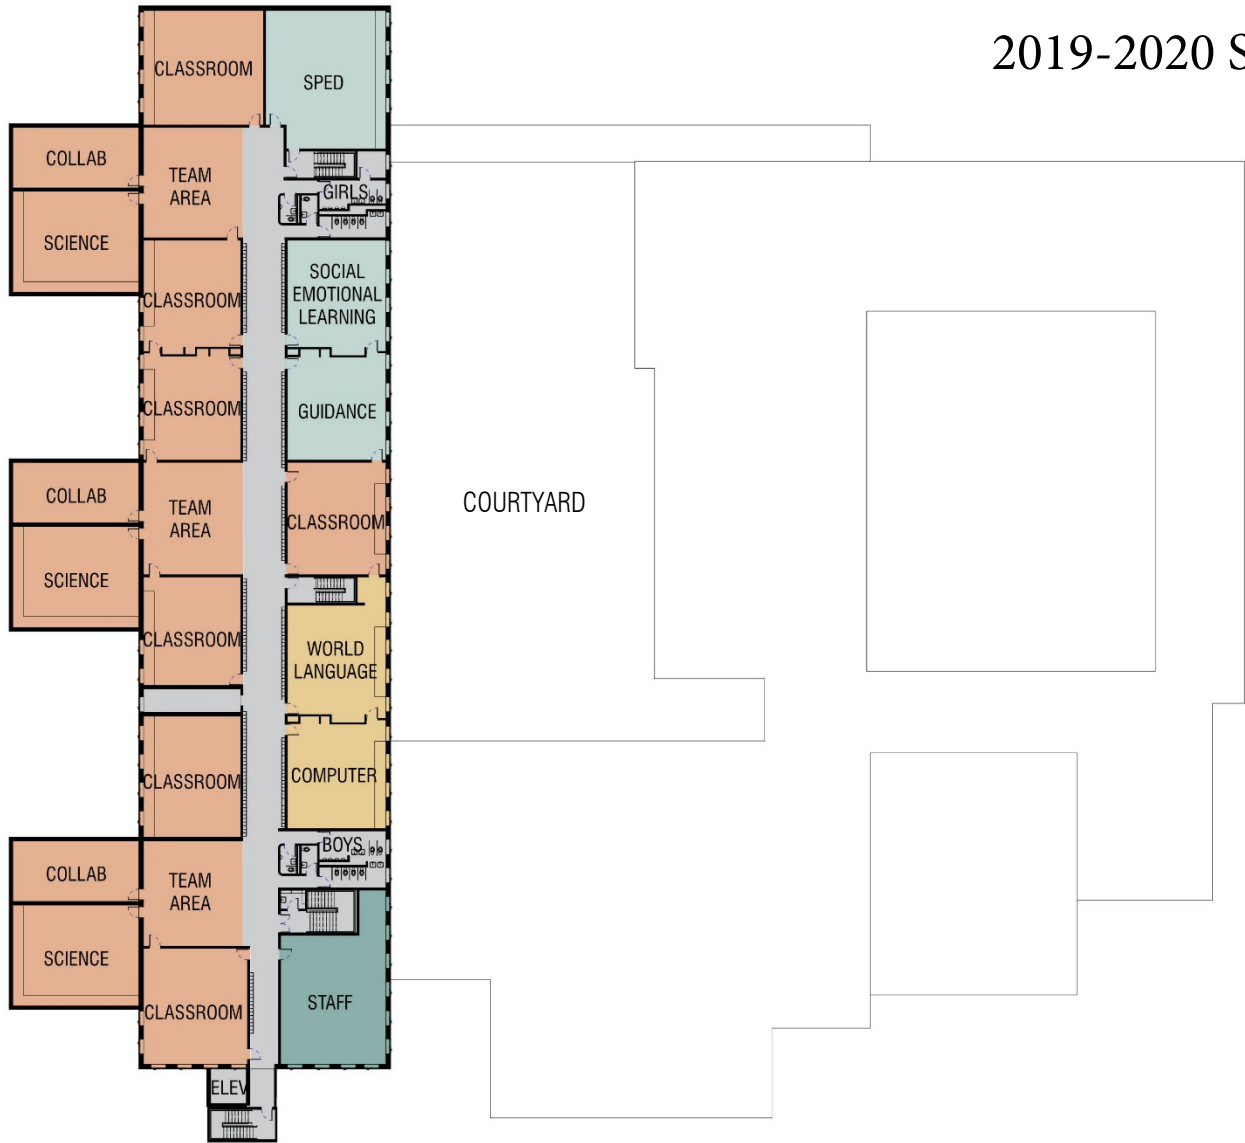 2019-2020 S
CLASSROOM
SPED
COLLAB
TEAM
AREA
GIRLS
SCIENCE
CLASSROOM
SOCIAL
EMOTIONAL
LEARNING
CLASSROOM
GUIDANCE
COLLAB
TEAM
AREA
CLASSROOM
COURTYARD
SCIENCE
CLASSROOM
WORLD
LANGUAGE
CLASSROOM
COMPUTER
BOYS
COLLAB
TEAM
AREA
SCIENCE
CLASSROOM
STAFF
ELEV